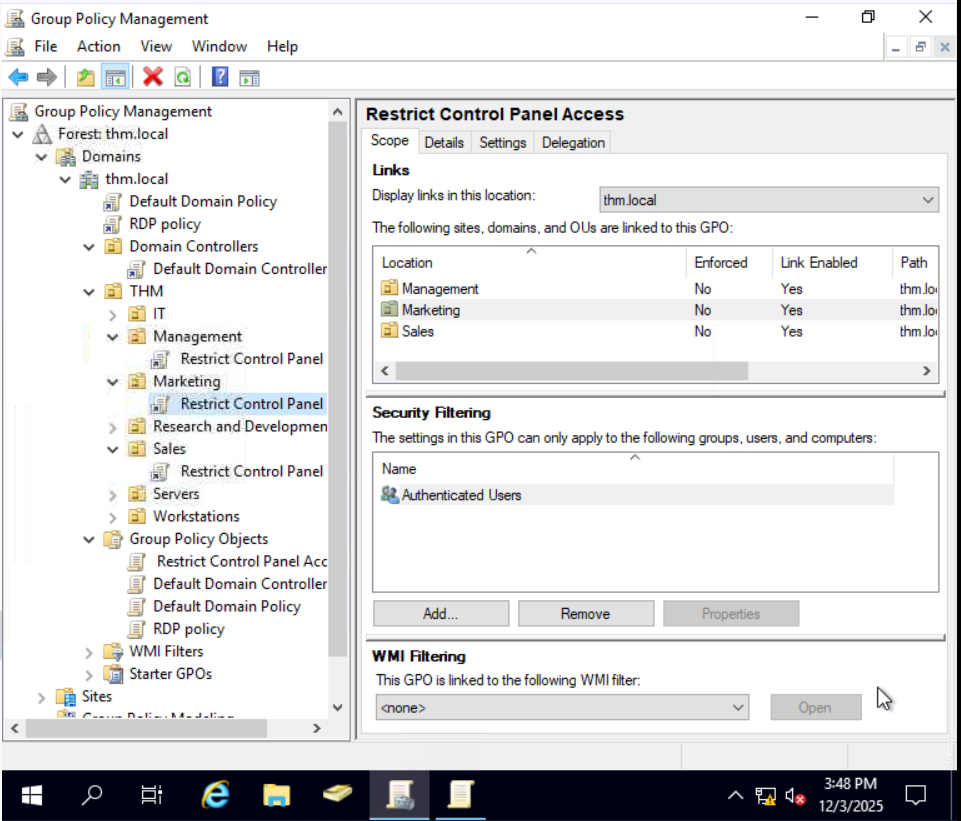 Group Policy Management
File Action View Window Help
Group Policy Management
Forest: thm.local
Domains
thm.local
Default Domain Policy
RDP policy
Domain Controllers
Default Domain Controller
THM
IT
Management
Restrict Control Panel
Marketing
Restrict Control Panel
Research and Developmen
Sales
Restrict Control Panel
Servers
Workstations
Group Policy Objects
Restrict Control Panel Acc
Default Domain Controller
Default Domain Policy
RDP policy
WMI Filters
Starter GPOs
Sites
Group Policy Modeling
Restrict Control Panel Access
Scope Details Settings Delegation
Links
Display links in this location: thm.local
The following sites, domains, and OUs are linked to this GPO:
Location Enforced Link Enabled Path
Management No Yes thm.lo
Marketing No Yes thm.lo
Sales No Yes thm.lo
Security Filtering
The settings in this GPO can only apply to the following groups, users, and computers:
Name
Authenticated Users
Add... Remove Properties
WMI Filtering
This GPO is linked to the following WMI filter:
<none> Open
3:48 PM
12/3/2025